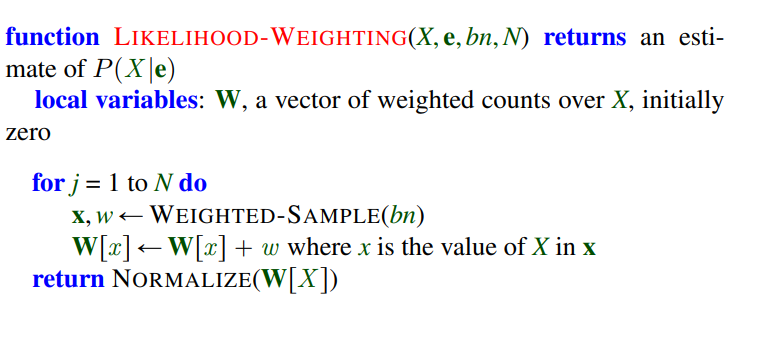 function LIKELIHOOD-WEIGHTING(X, e, bn, N) returns an esti-
mate of P(X|e)
local variables: W, a vector of weighted counts over X, initially
zero
for j = 1 to N do
x, w ← WEIGHTED-SAMPLE(bn)
W[x] ← W[x] + w where x is the value of X in x
return NORMALIZE(W[X])